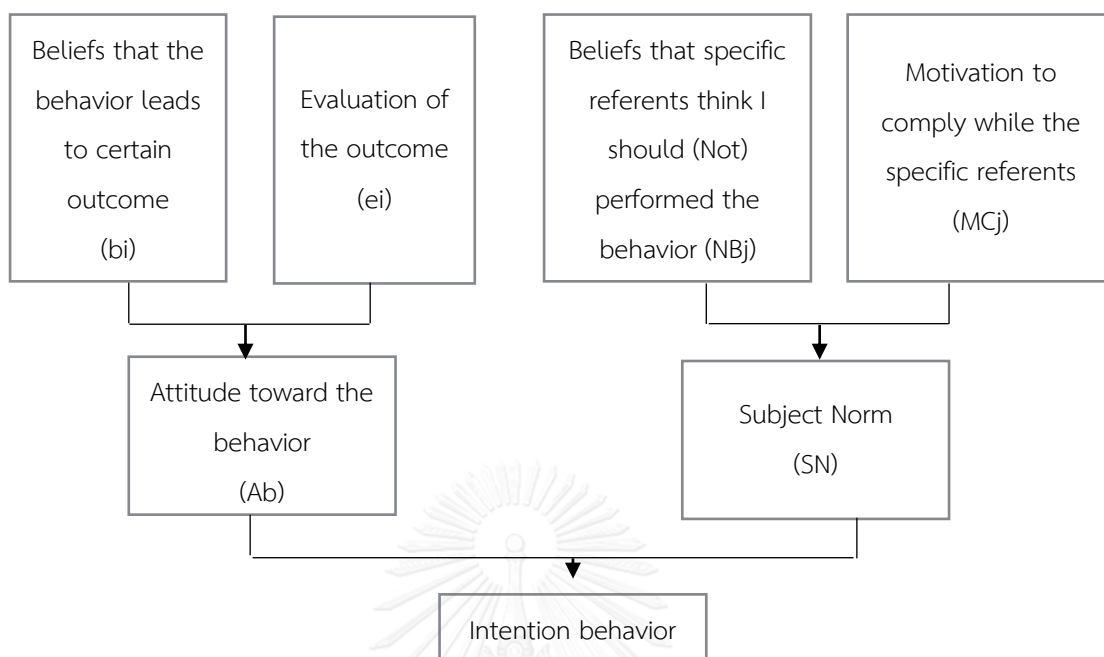 Beliefs that the
behavior leads
to certain
outcome
(bi)
Evaluation of
the outcome
(ei)
Beliefs that specific
referents think I
should (Not)
performed the
behavior (NBj)
Motivation to
comply while the
specific referents
(MCj)
Attitude toward the
behavior
(Ab)
Subject Norm
(SN)
Intention behavior